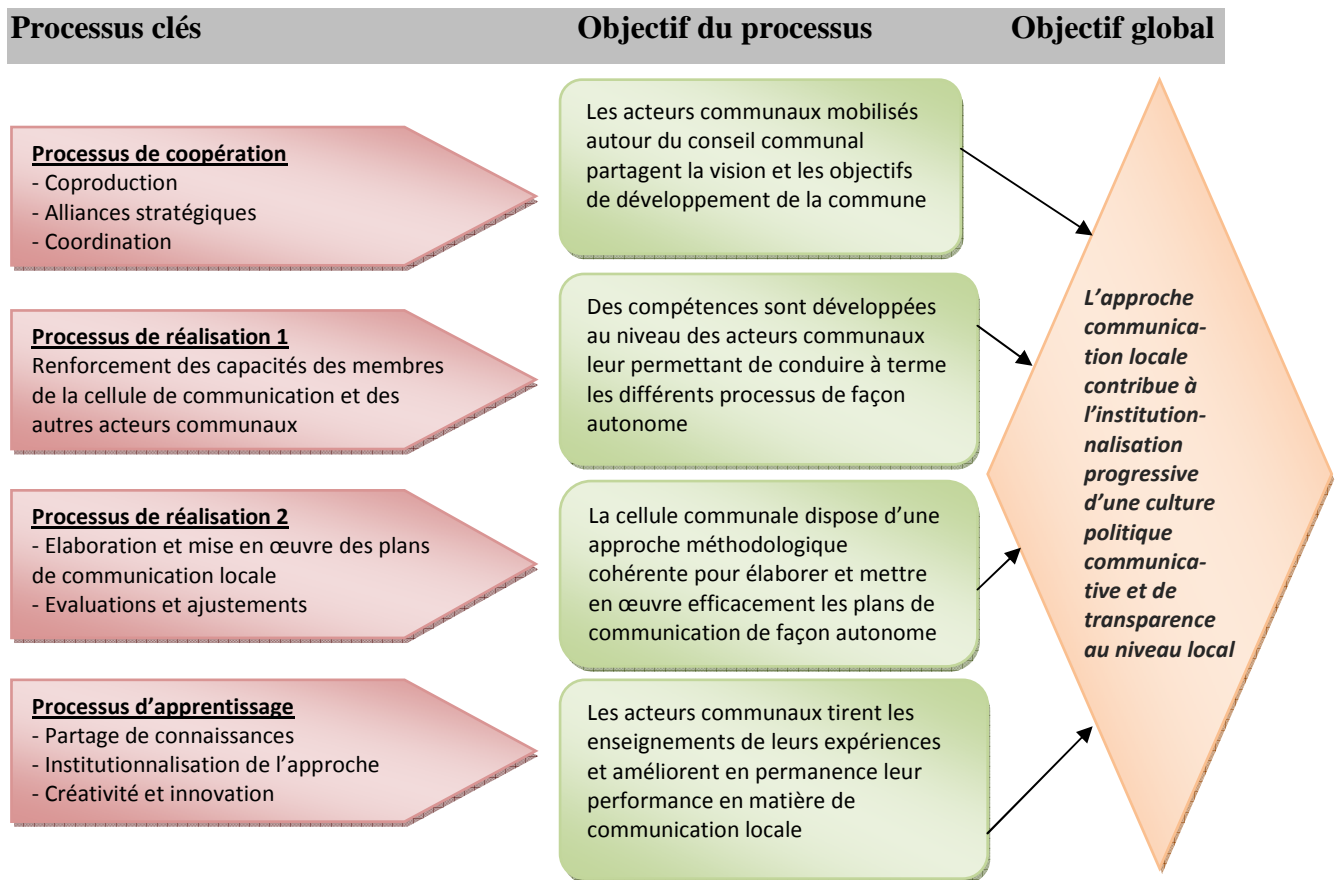 Processus clés Objectif du processus Objectif global
Processus de coopération
- Coproduction
- Alliances stratégiques
- Coordination
Les acteurs communaux mobilisés
autour du conseil communal
partagent la vision et les objectifs
de développement de la commune
Processus de réalisation 1
Renforcement des capacités des membres
de la cellule de communication et des
autres acteurs communaux
Des compétences sont développées
au niveau des acteurs communaux
leur permettant de conduire à terme
les différents processus de façon
autonome
Processus de réalisation 2
- Elaboration et mise en œuvre des plans
de communication locale
- Evaluations et ajustements
La cellule communale dispose d’une
approche méthodologique
cohérente pour élaborer et mettre
en œuvre efficacement les plans de
communication de façon autonome
Processus d’apprentissage
- Partage de connaissances
- Institutionnalisation de l’approche
- Créativité et innovation
Les acteurs communaux tirent les
enseignements de leurs expériences
et améliorent en permanence leur
performance en matière de
communication locale
L’approche
communica-
tion locale
contribue à
l’institution-
nalisation
progressive
d’une culture
politique
communica-
tive et de
transparence
au niveau local